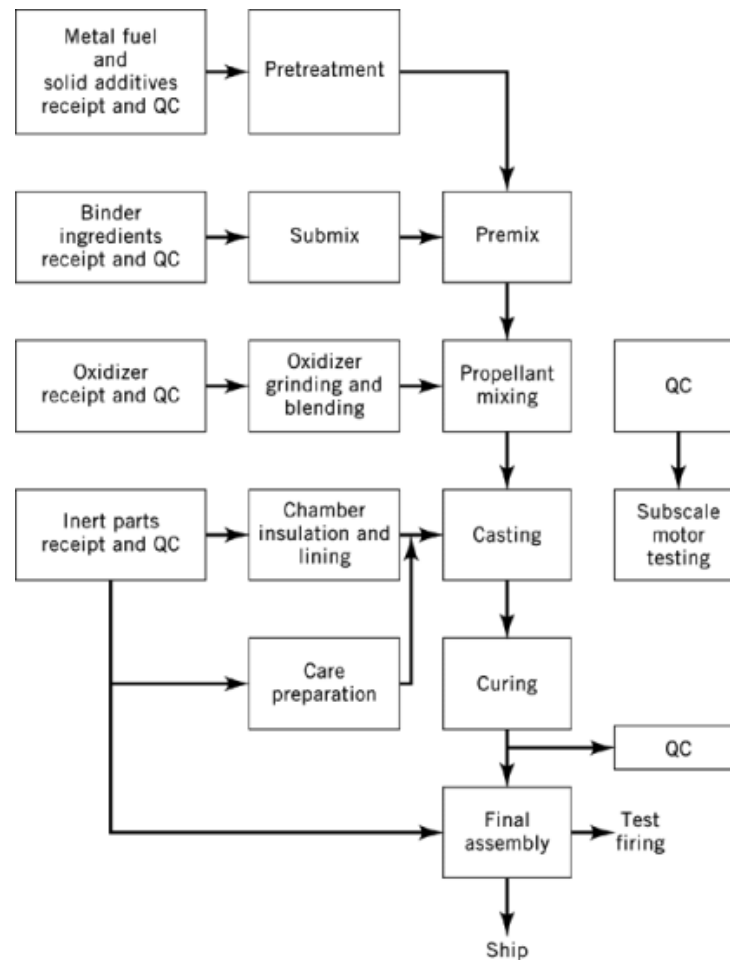 Metal fuel
and
solid additives
receipt and QC
Pretreatment
Binder
ingredients
receipt and QC
Submix
Premix
Oxidizer
receipt and QC
Oxidizer
grinding and
blending
Propellant
mixing
QC
Inert parts
receipt and QC
Chamber
insulation and
lining
Casting
Subscale
motor
testing
Care
preparation
Curing
QC
Final
assembly
Test
firing
Ship